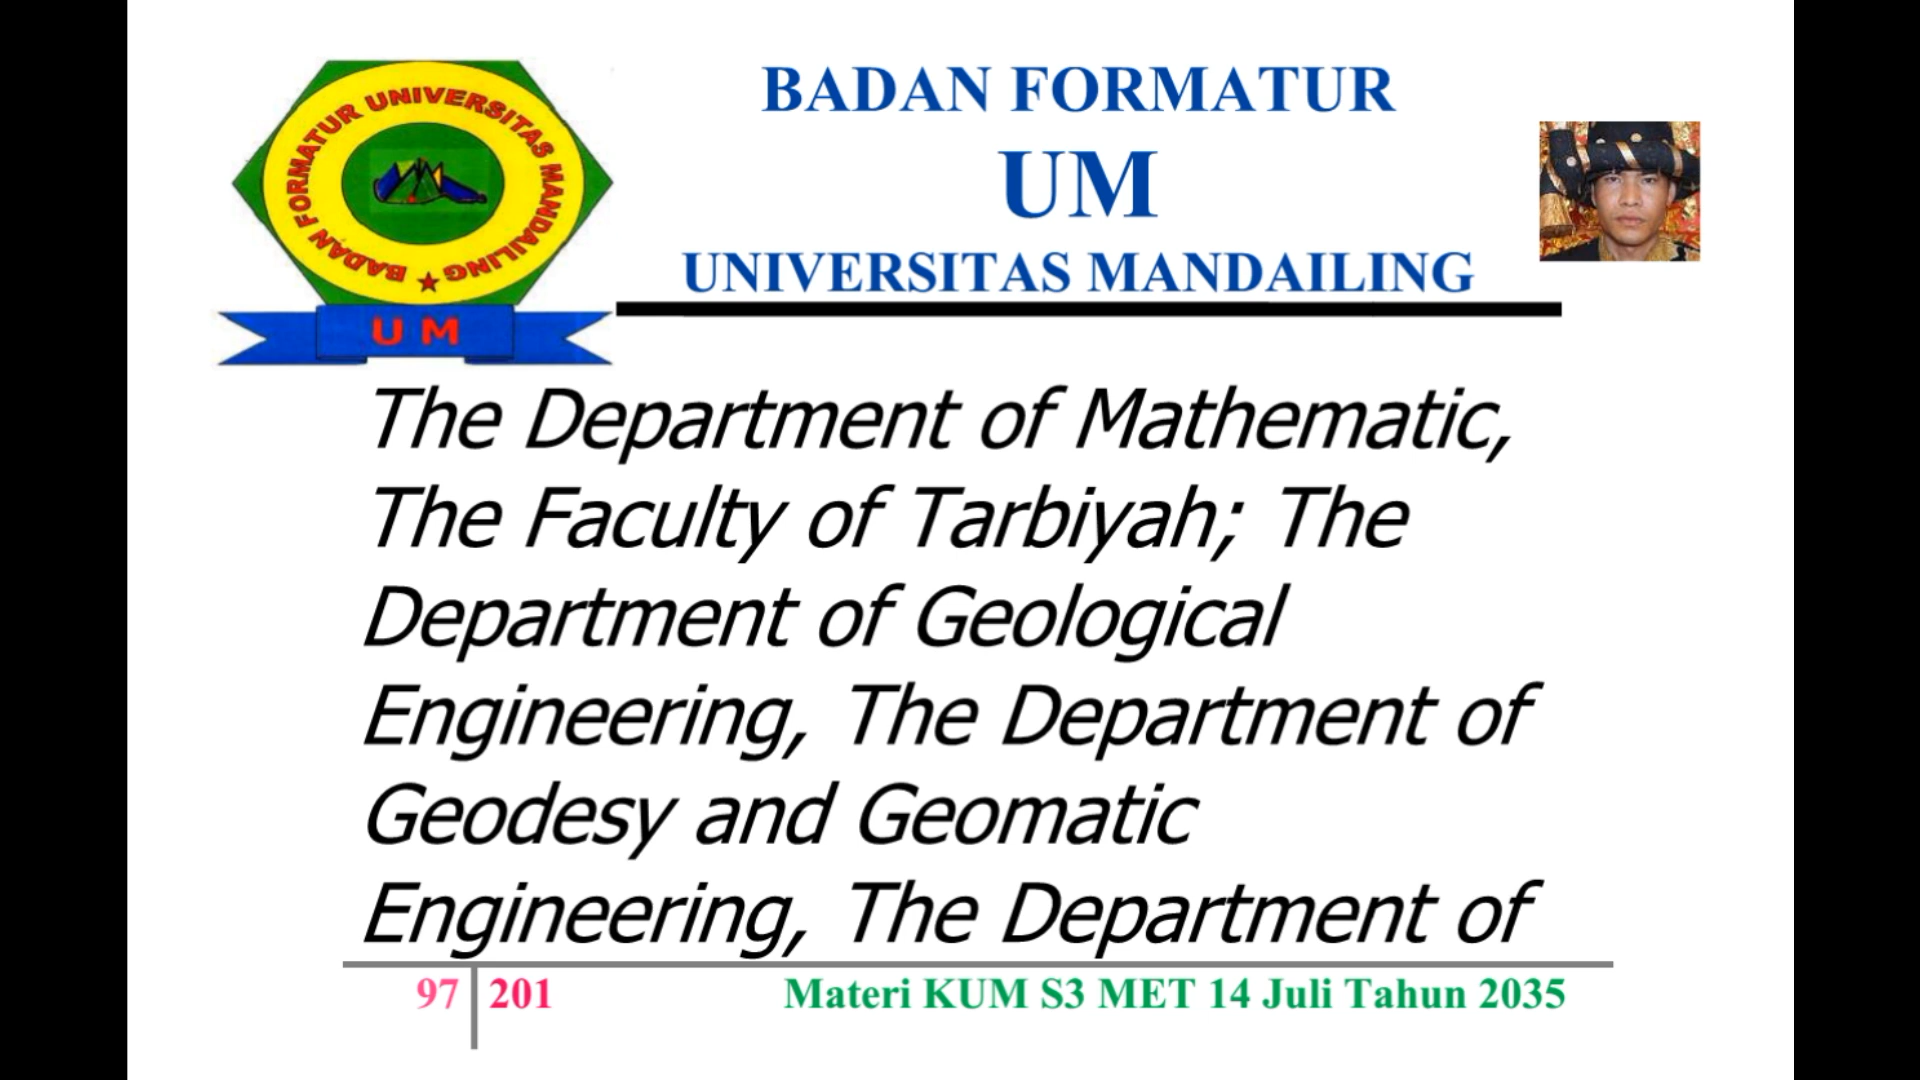 BADAN FORMATUR UNIVERSITAS MANDAILING
UM
BADAN FORMATUR
UM
UNIVERSITAS MANDAILING
The Department of Mathematic,
The Faculty of Tarbiyah; The
Department of Geological
Engineering, The Department of
Geodesy and Geomatic
Engineering, The Department of
97 201 Materi KUM S3 MET 14 Juli Tahun 2035